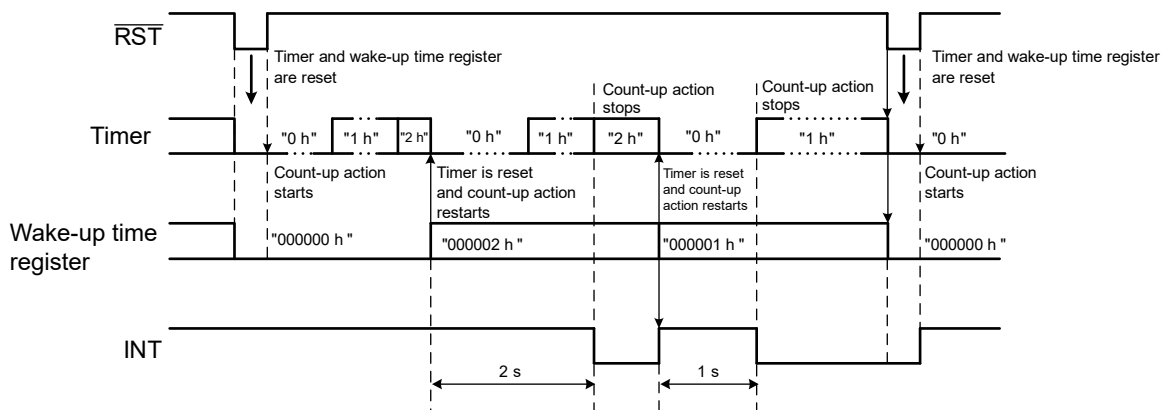 RST
Timer and wake-up time register
are reset
Timer and wake-up time register
are reset
Count-up action
stops
Count-up action
stops
Timer
"0 h"
"1 h"
"2 h"
"0 h"
"1 h"
"2 h"
"0 h"
"1 h"
"0 h"
Count-up action
starts
Timer is reset
and count-up action
restarts
Timer is reset
and count-up
action restarts
Count-up action
starts
Wake-up time
register
"000000 h "
"000002 h "
"000001 h "
"000000 h "
INT
2 s
1 s